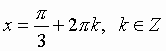 x = π/3 + 2πk, k ∈ Z